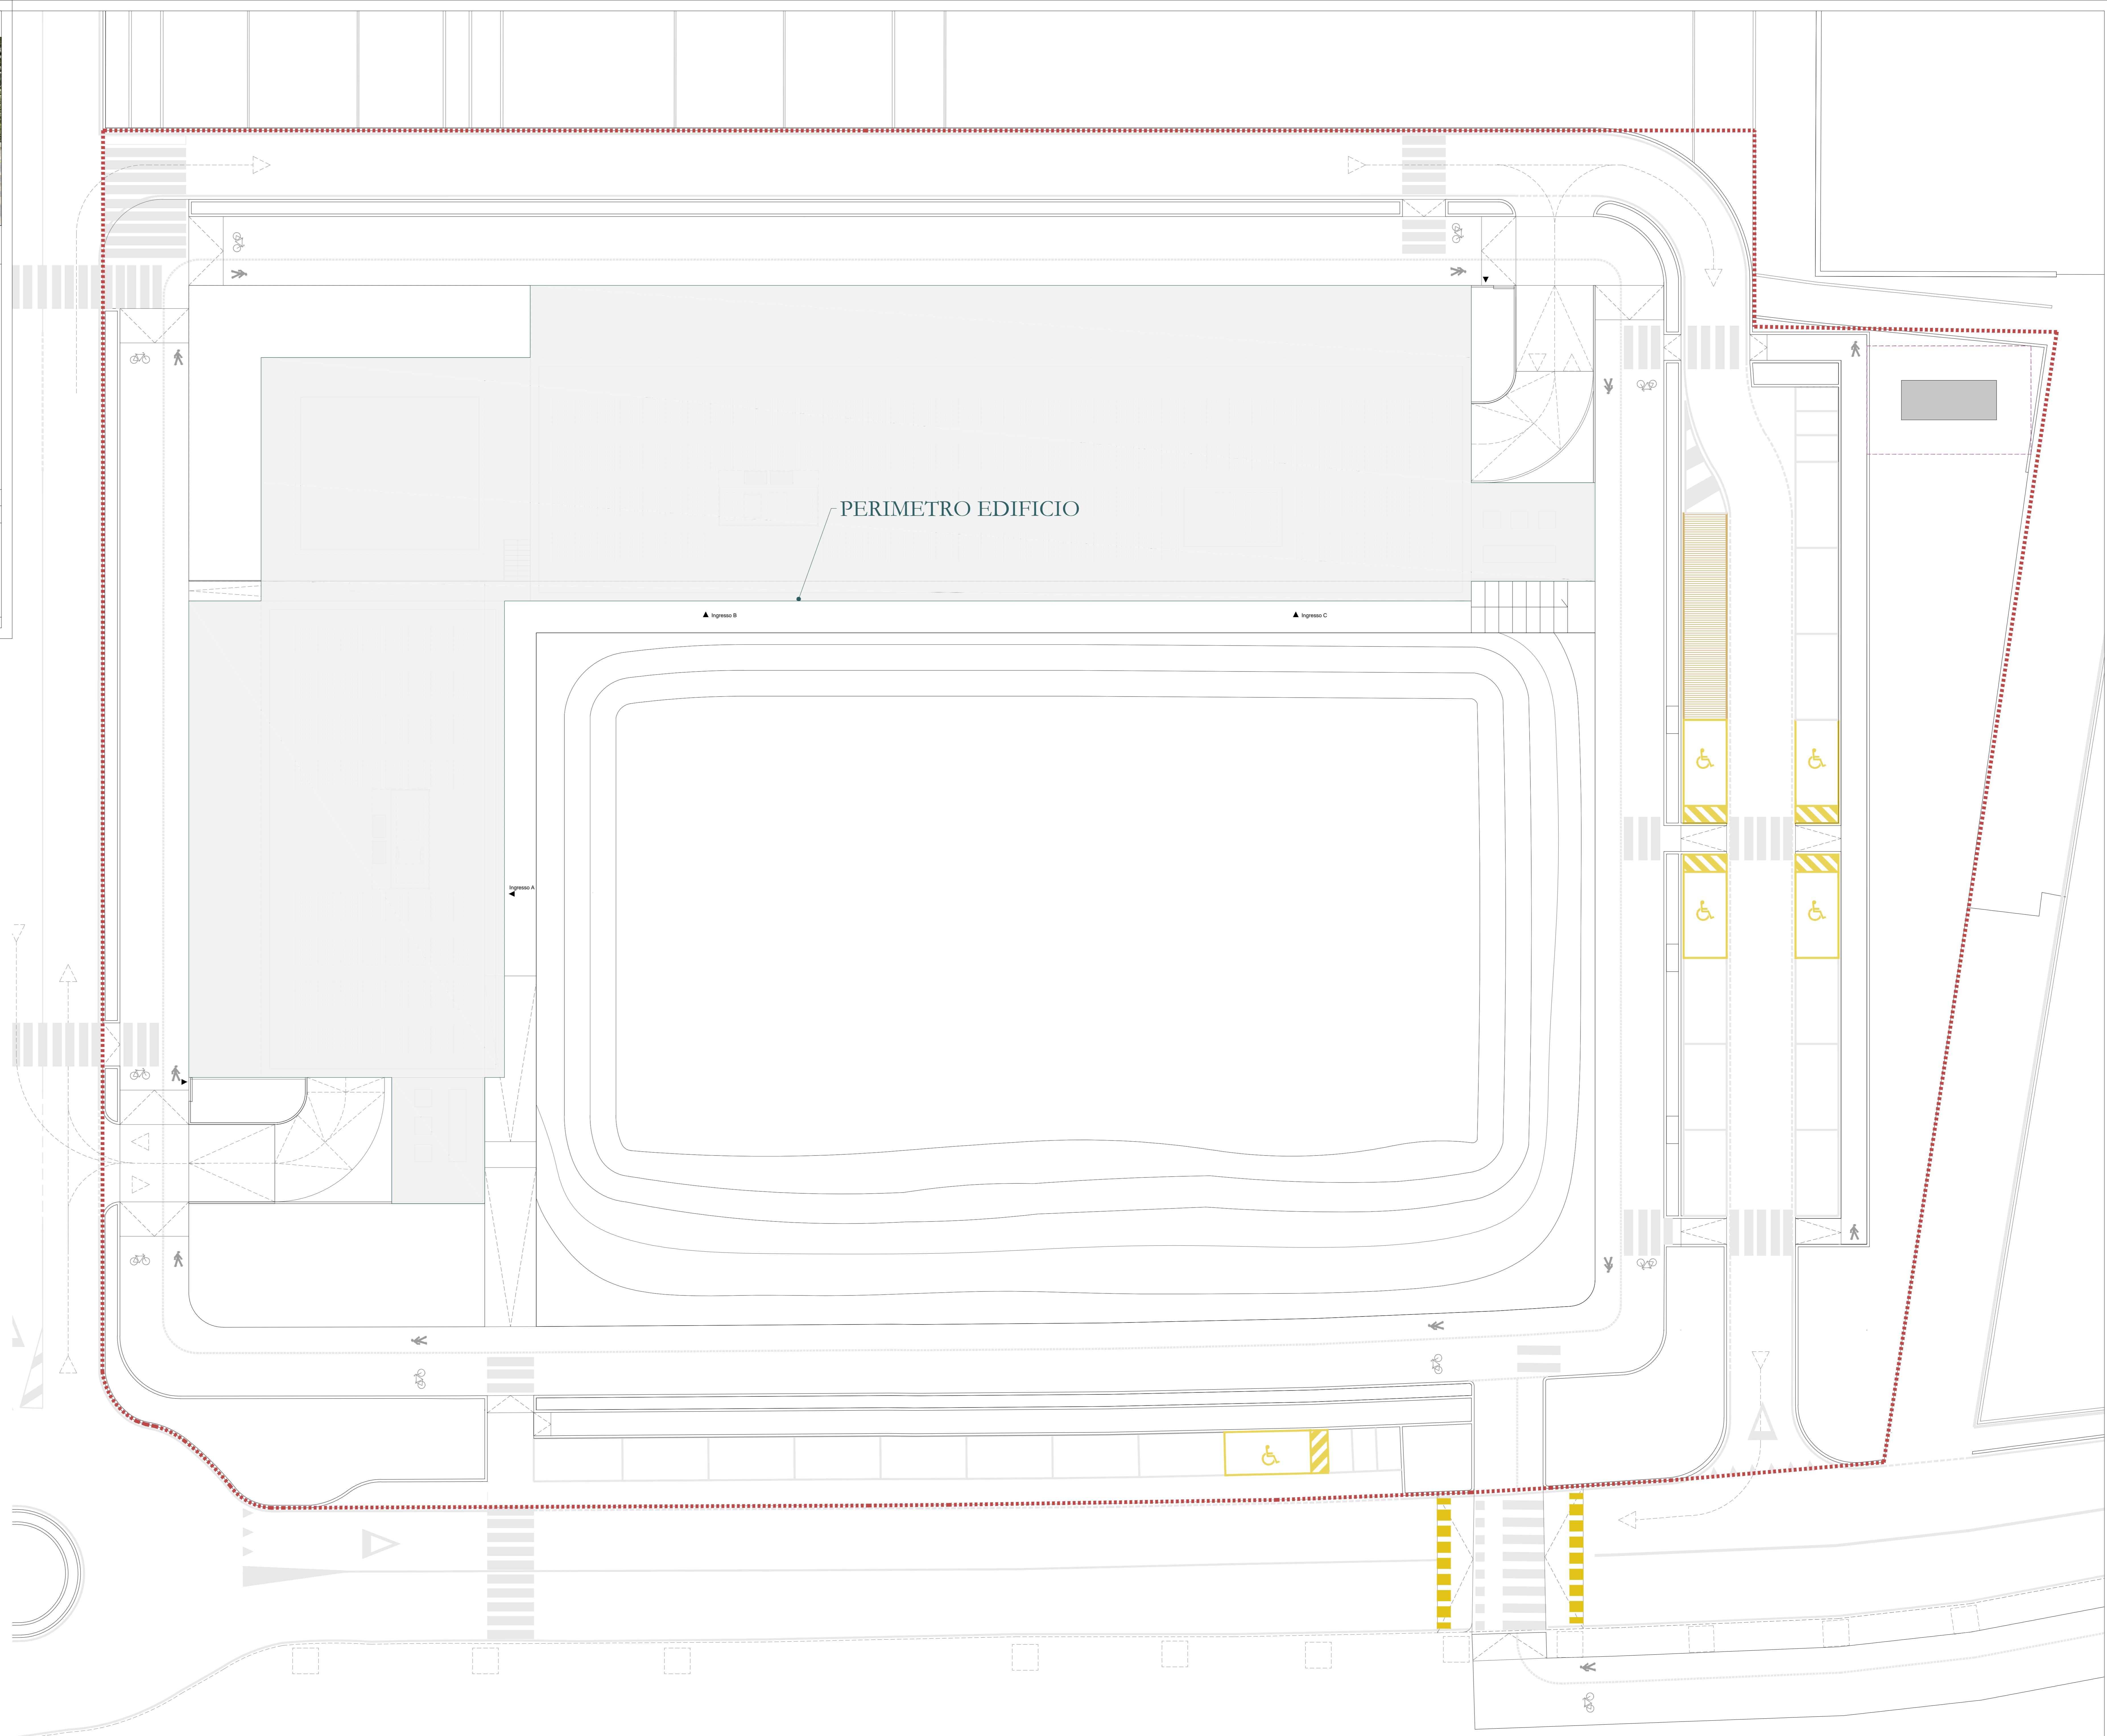 PERIMETRO EDIFICIO
Ingresso B
Ingresso C
Ingresso A